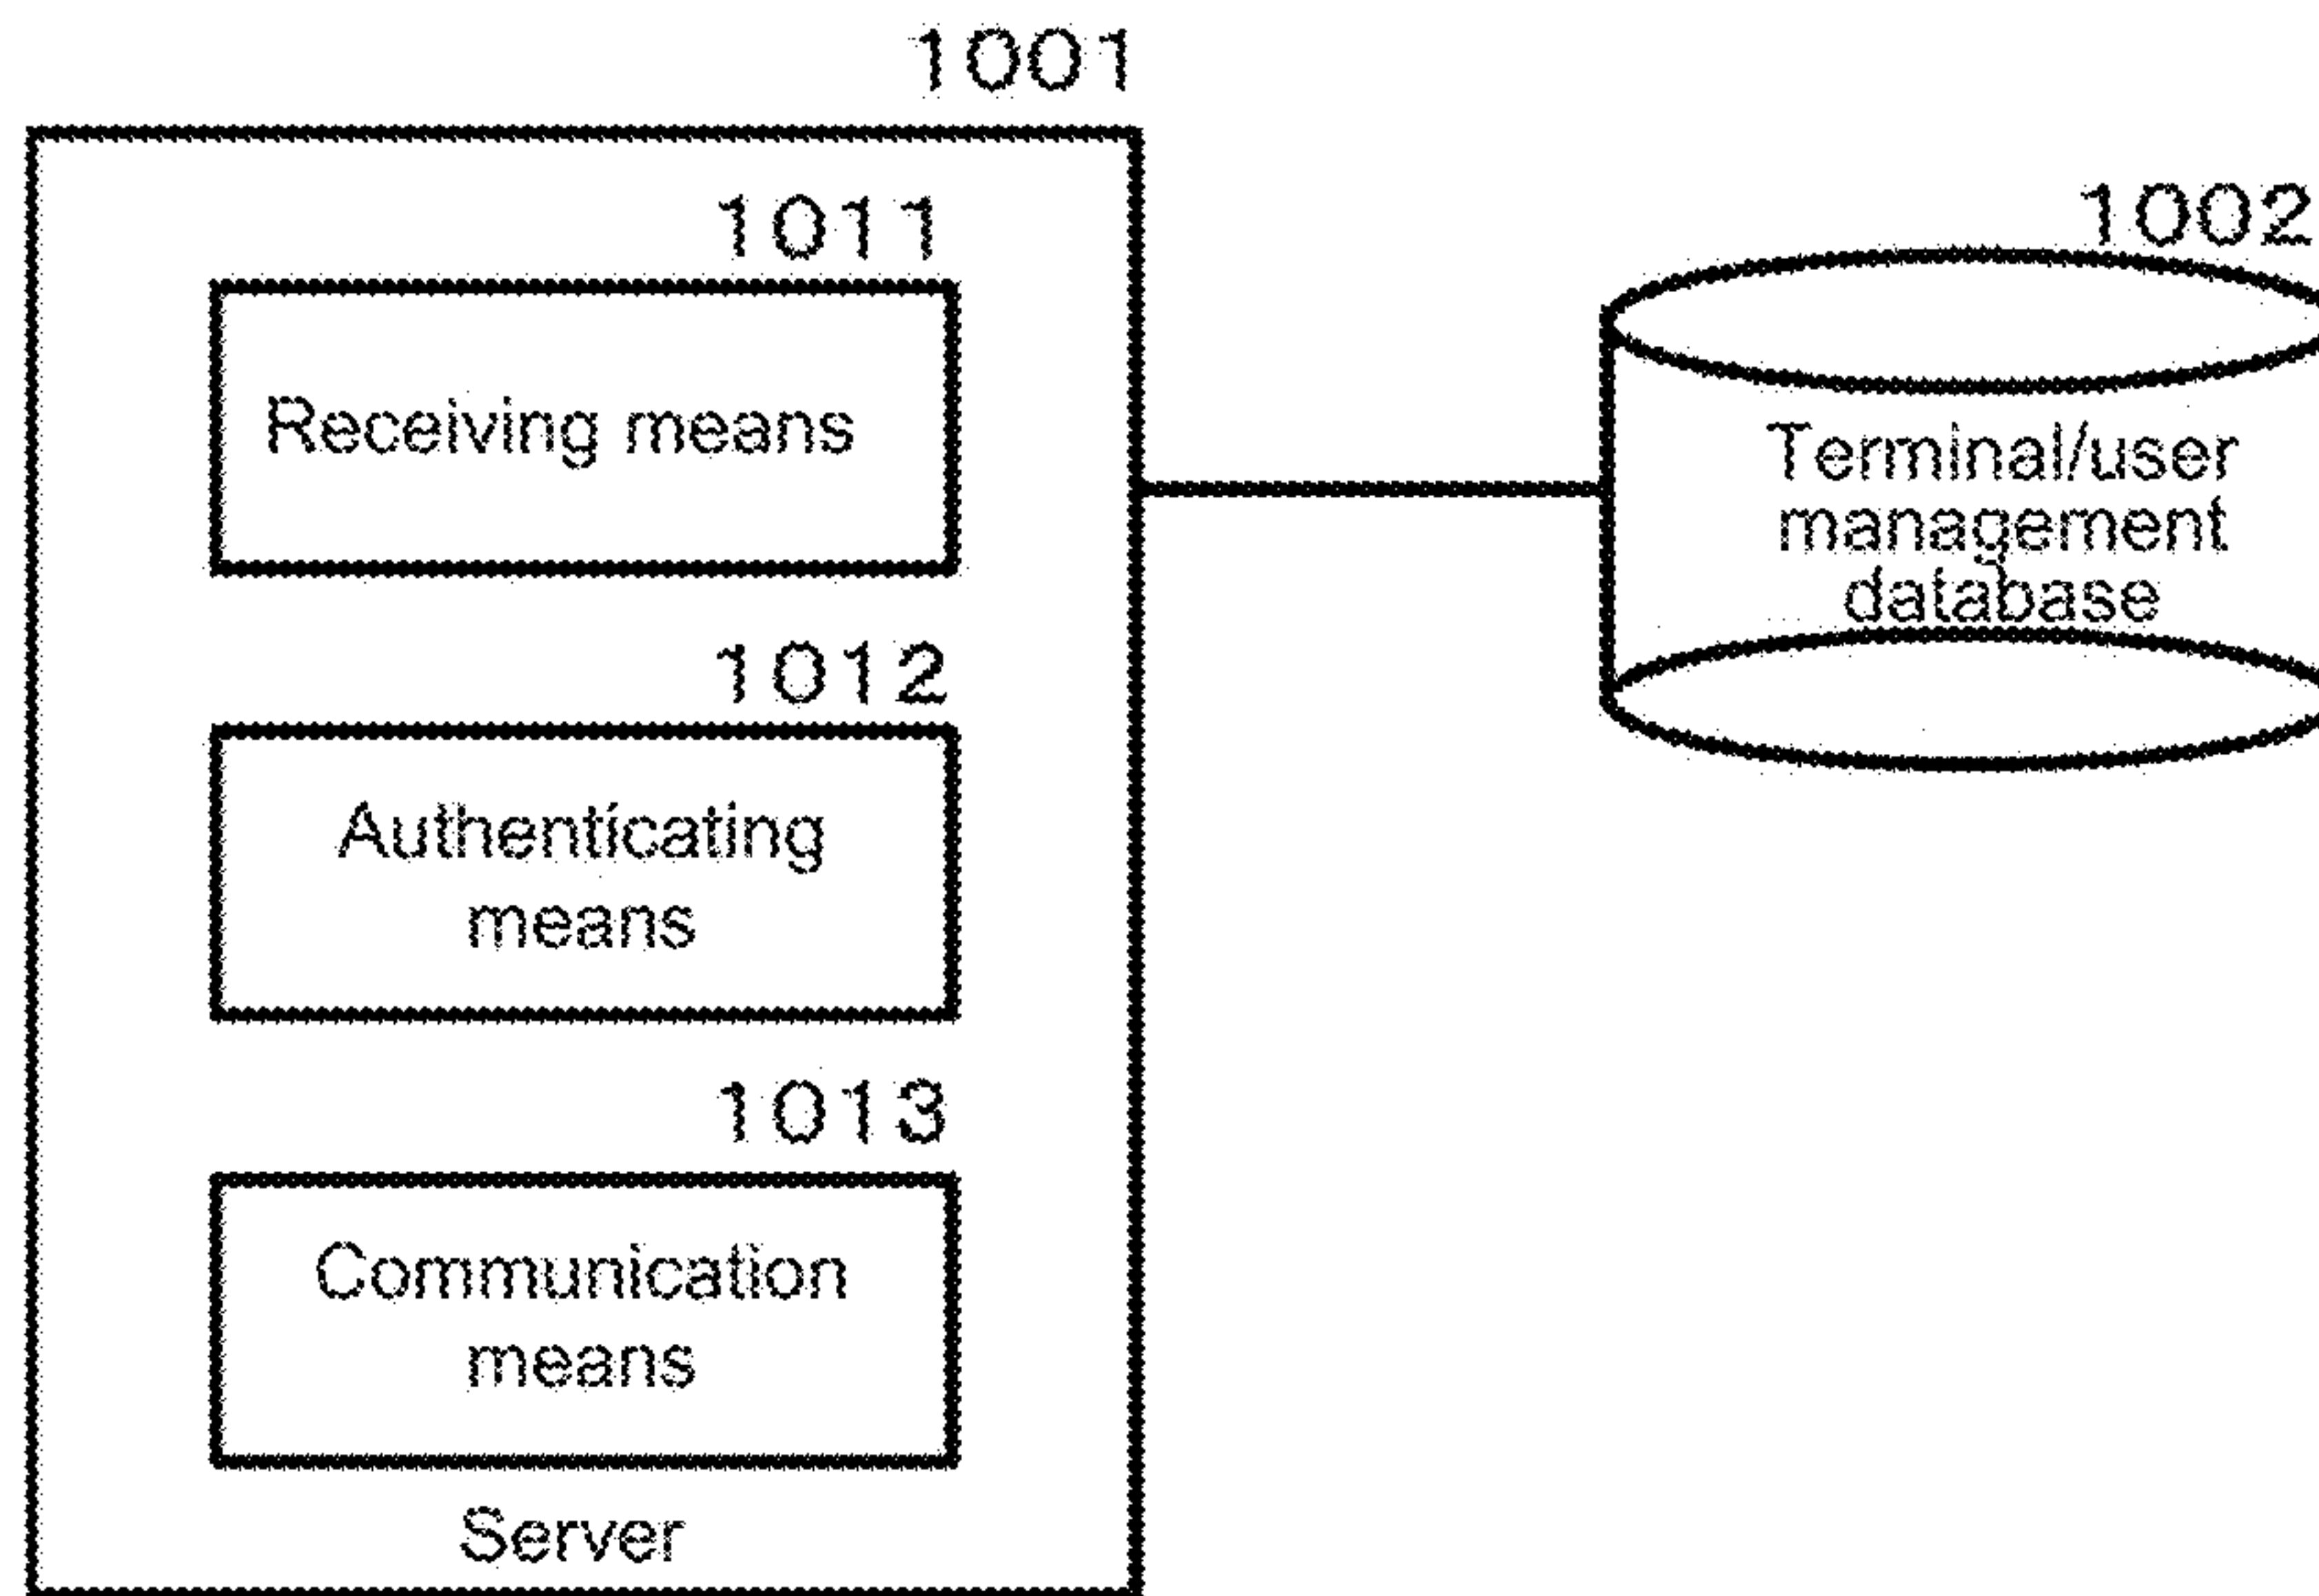 1001
1011
Receiving means
1012
Authenticating
means
1013
Communication
means
Server
1002
Terminal/user
management
database